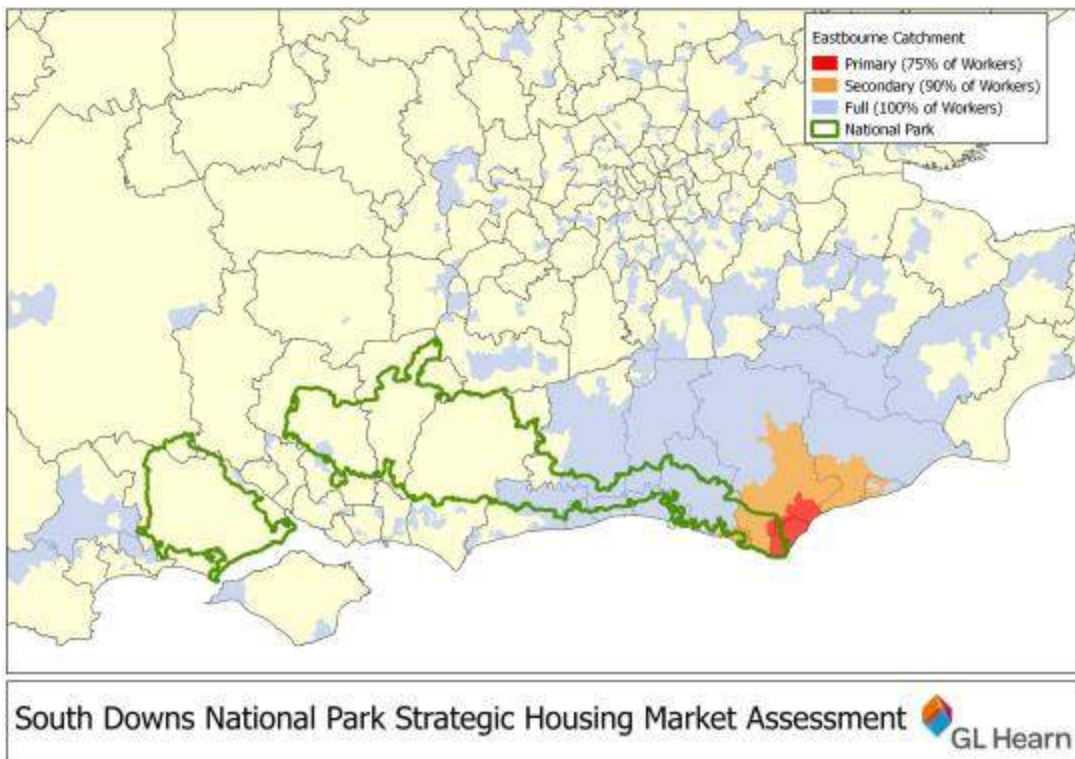 Eastbourne Catchment
Primary (75% of Workers)
Secondary (90% of Workers)
Full (100% of Workers)
National Park
South Downs National Park Strategic Housing Market Assessment
GL Hearn